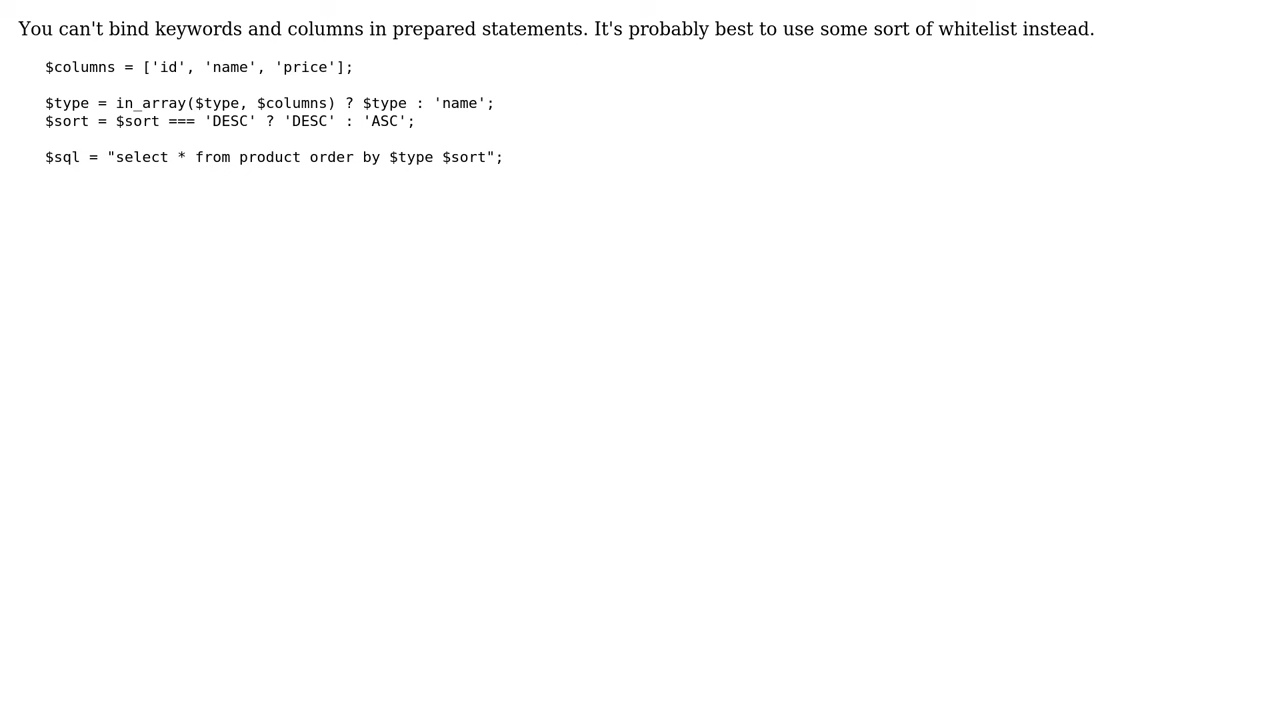 You can't bind keywords and columns in prepared statements. It's probably best to use some sort of whitelist instead.
$columns = ['id', 'name', 'price'];
$type = in_array($type, $columns) ? $type : 'name';
$sort = $sort === 'DESC' ? 'DESC' : 'ASC';
$sql = "select * from product order by $type $sort";